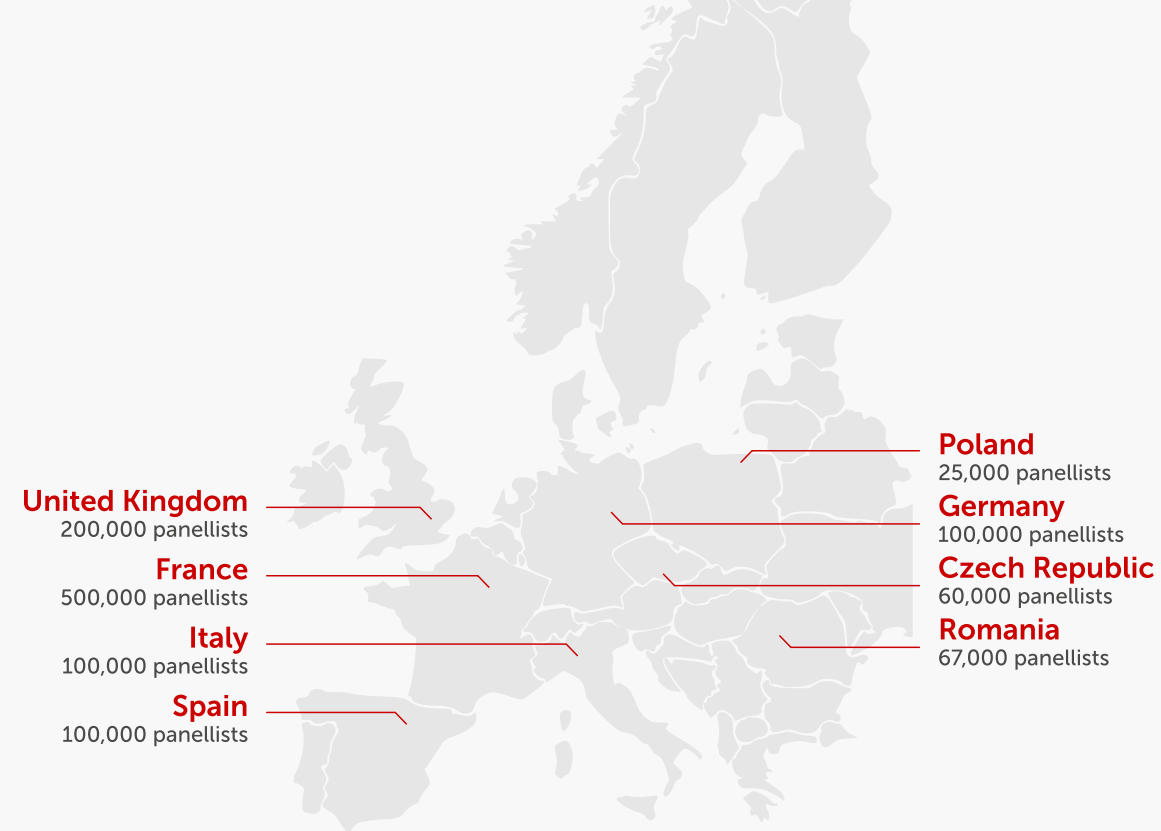 United Kingdom
200,000 panellists
France
500,000 panellists
Italy
100,000 panellists
Spain
100,000 panellists
Poland
25,000 panellists
Germany
100,000 panellists
Czech Republic
60,000 panellists
Romania
67,000 panellists